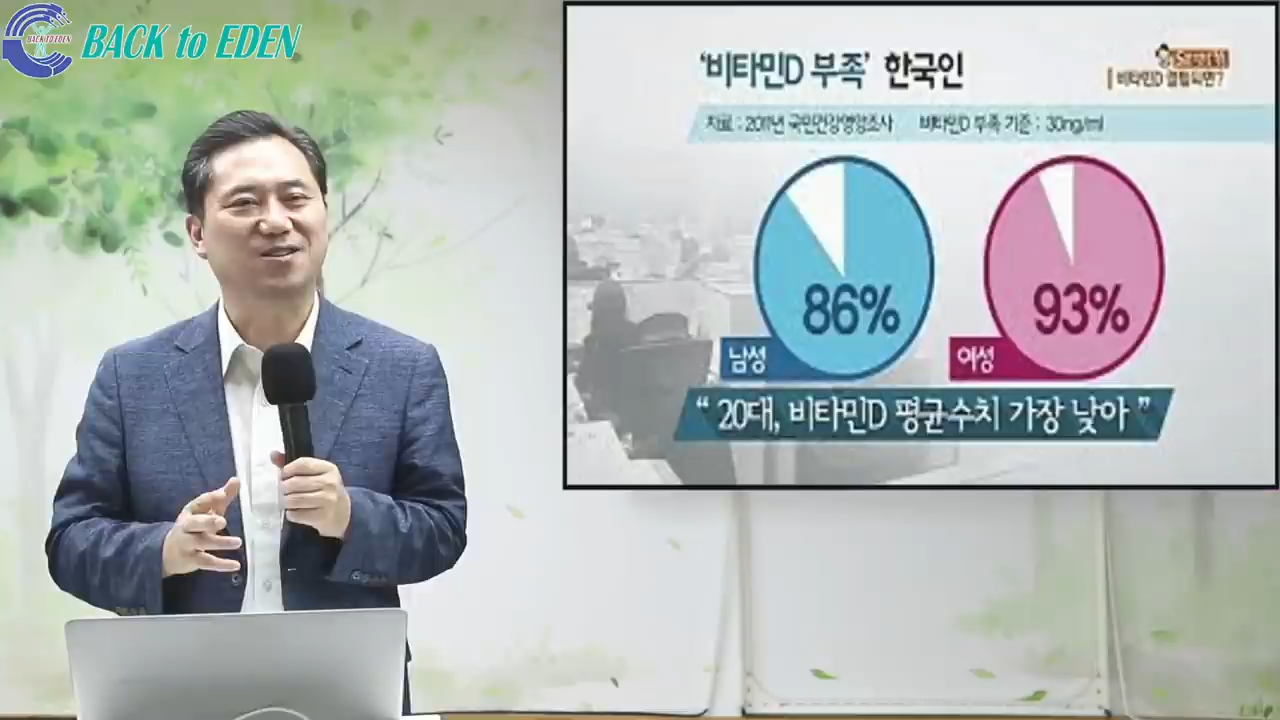 BACK to EDEN
BACK TO EDEN
‘비타민D 부족’ 한국인
비타민D 결핍되면?
자료 : 2011년 국민건강영양조사 비타민D 부족 기준 : 30ng/ml
86%
93%
남성
여성
“ 20대, 비타민D 평균수치 가장 낮아 ”